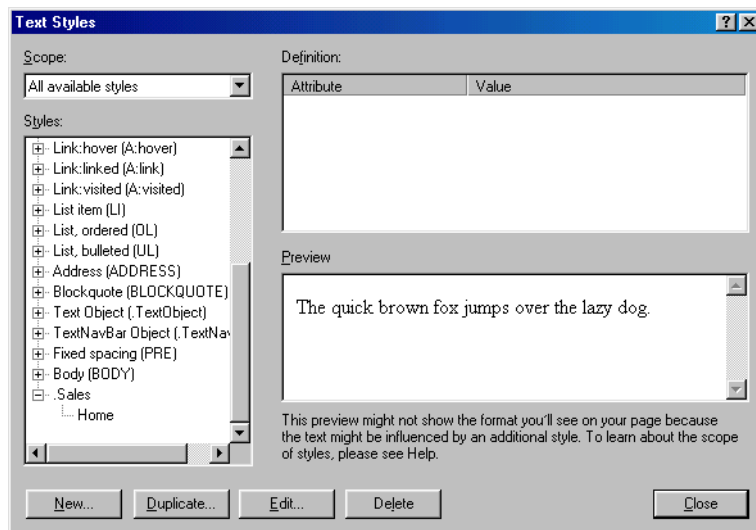 Text Styles
Scope:
All available styles
Styles:
Link:hover (A:hover)
Link:linked (A:link)
Link:visited (A:visited)
List item (LI)
List, ordered (OL)
List, bulleted (UL)
Address (ADDRESS)
Blockquote (BLOCKQUOTE)
Text Object (.TextObject)
TextNavBar Object (.TextNav
Fixed spacing (PRE)
Body (BODY)
.Sales
Home
Definition:
Attribute Value
Preview
The quick brown fox jumps over the lazy dog.
This preview might not show the format you'll see on your page because
the text might be influenced by an additional style. To learn about the scope
of styles, please see Help.
New... Duplicate... Edit... Delete Close